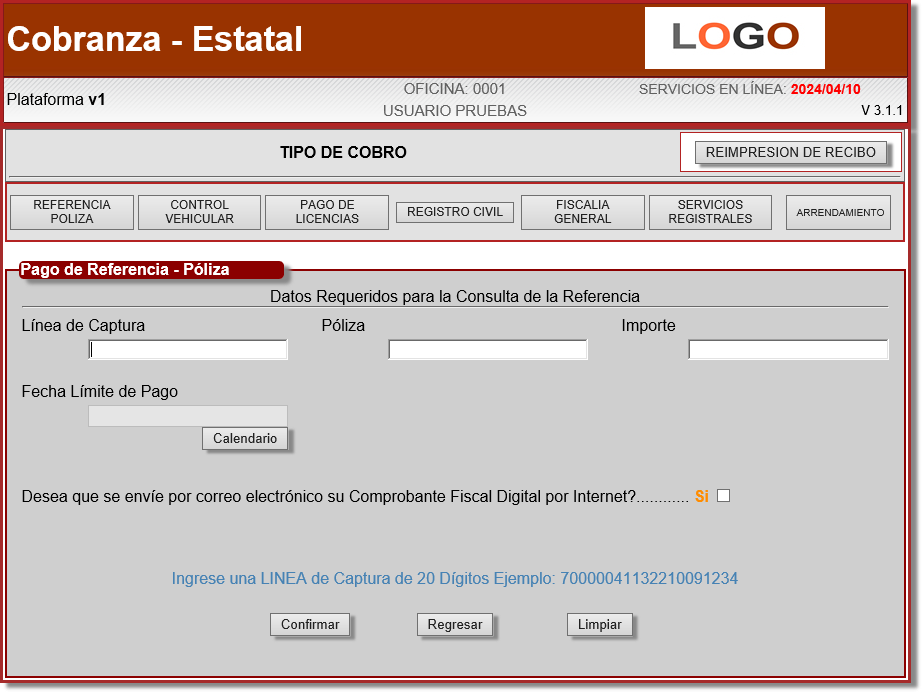 Cobranza - Estatal
LOGO
Plataforma v1
OFICINA: 0001
USUARIO PRUEBAS
SERVICIOS EN LÍNEA: 2024/04/10
V 3.1.1
TIPO DE COBRO
REIMPRESION DE RECIBO
REFERENCIA
POLIZA
CONTROL
VEHICULAR
PAGO DE
LICENCIAS
REGISTRO CIVIL
FISCALIA
GENERAL
SERVICIOS
REGISTRALES
ARRENDAMIENTO
Pago de Referencia - Póliza
Datos Requeridos para la Consulta de la Referencia
Línea de Captura
Póliza
Importe
Fecha Límite de Pago
Calendario
Desea que se envíe por correo electrónico su Comprobante Fiscal Digital por Internet?............ Si
Ingrese una LINEA de Captura de 20 Dígitos Ejemplo: 70000041132210091234
Confirmar
Regresar
Limpiar